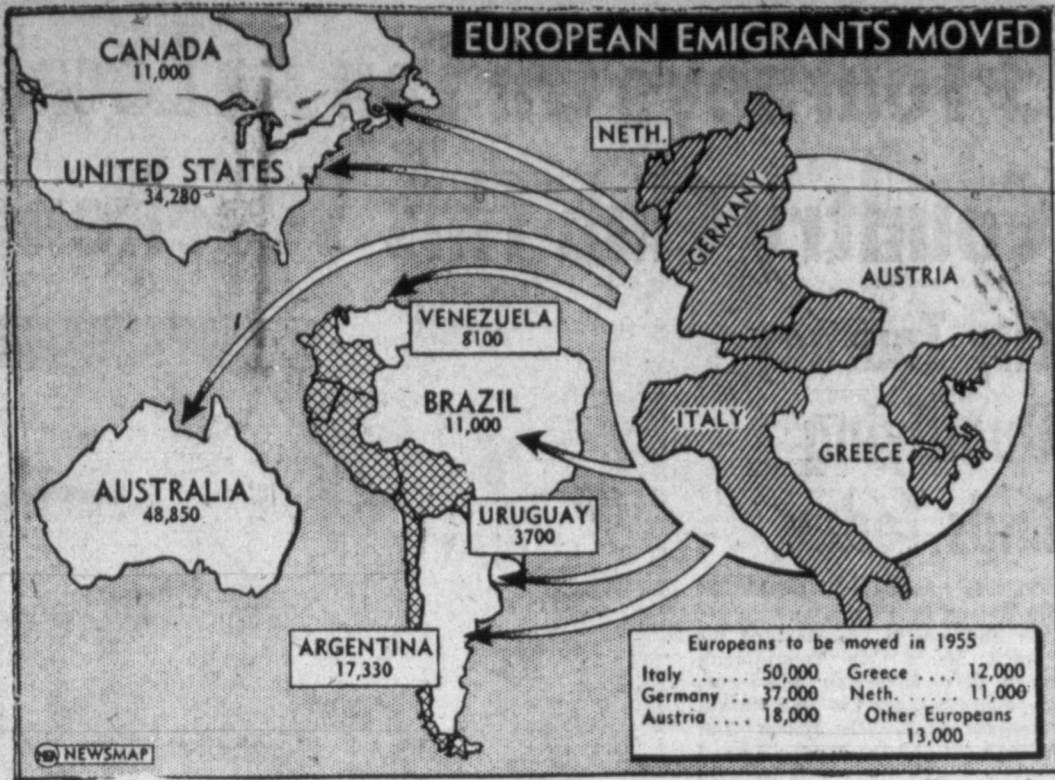 EUROPEAN EMIGRANTS MOVED
CANADA
11,000
UNITED STATES
34,280
NETH.
GERMANY
AUSTRIA
VENEZUELA
8100
BRAZIL
11,000
ITALY
GREECE
AUSTRALIA
48,850
URUGUAY
3700
ARGENTINA
17,330
Europeans to be moved in 1955
Italy ...... 50,000 Greece .... 12,000
Germany .. 37,000 Neth. ..... 11,000
Austria .... 18,000 Other Europeans
13,000
NEWSMAP